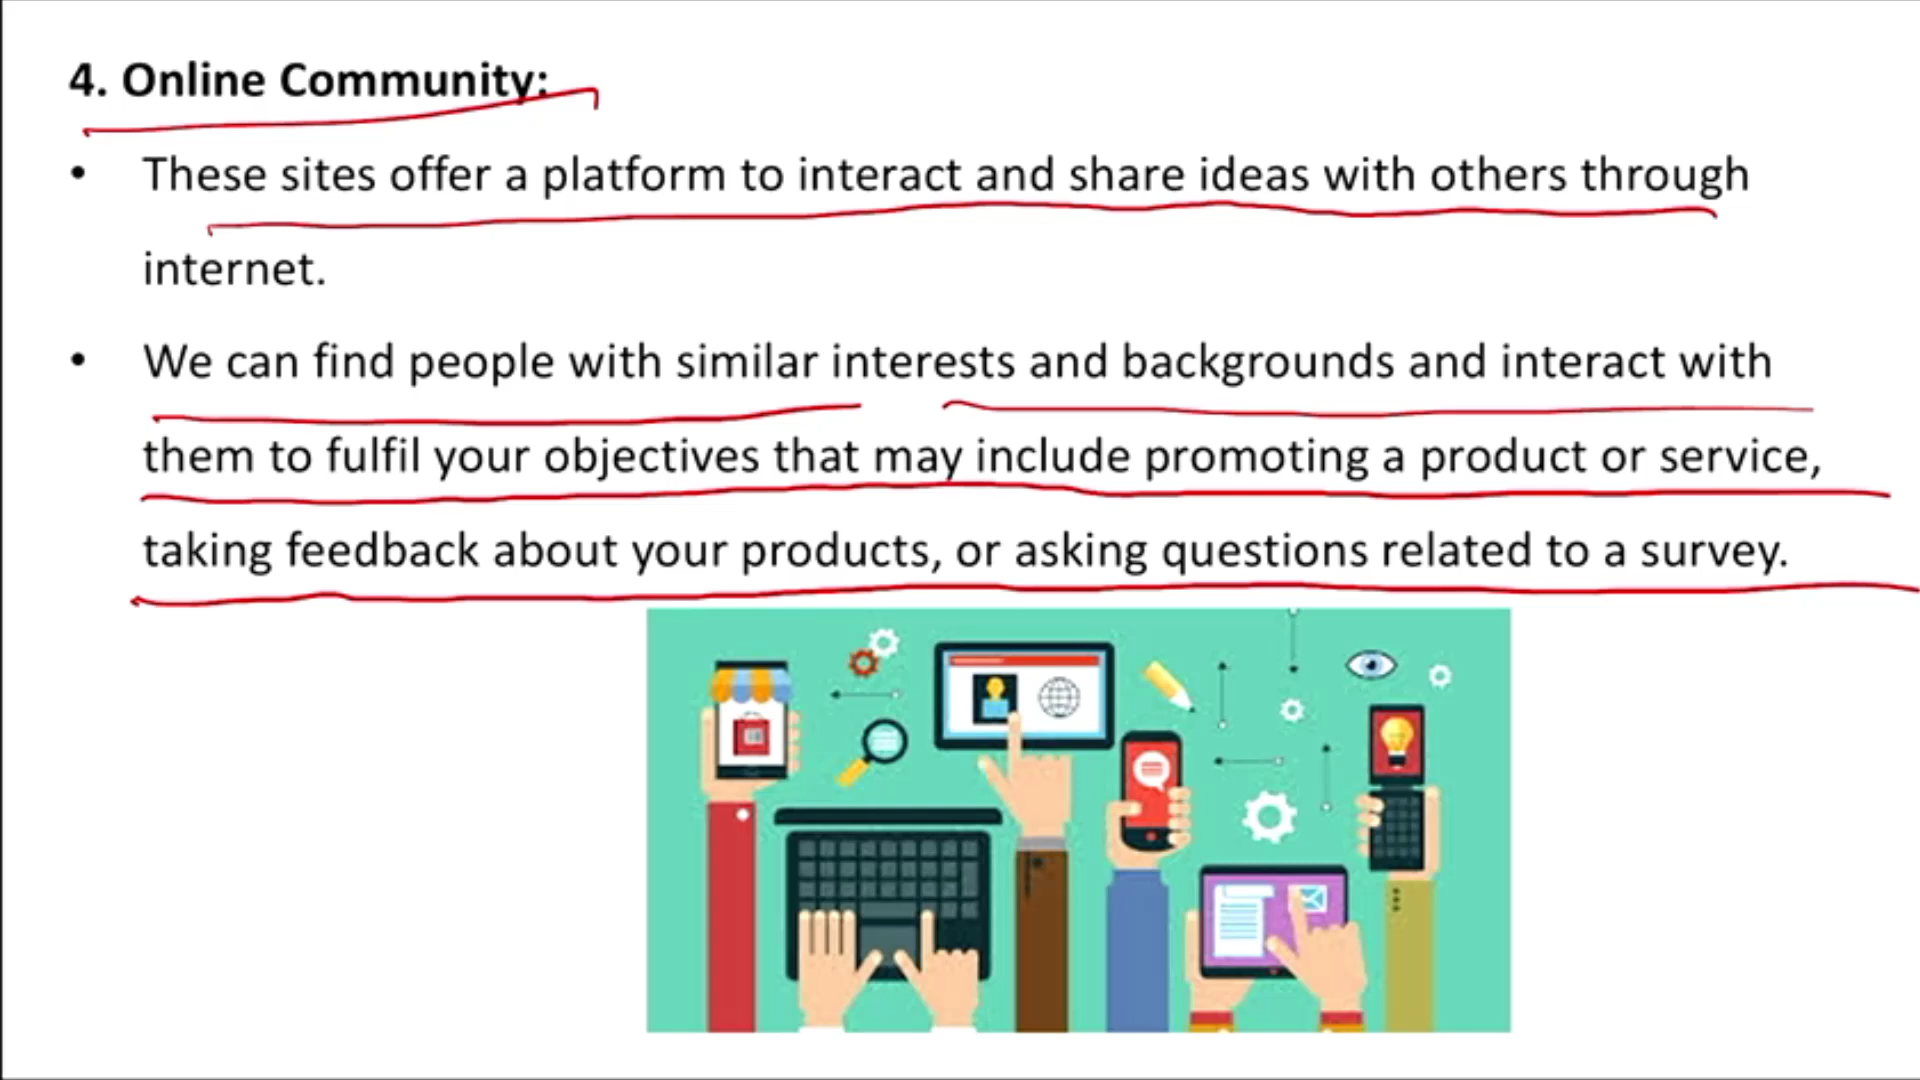 4. Online Community:
• These sites offer a platform to interact and share ideas with others through
internet.
• We can find people with similar interests and backgrounds and interact with
them to fulfil your objectives that may include promoting a product or service,
taking feedback about your products, or asking questions related to a survey.